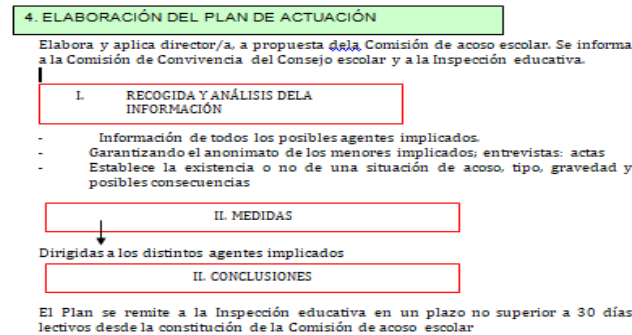 4. ELABORACIÓN DEL PLAN DE ACTUACIÓN
Elabora y aplica director/a, a propuesta dela Comisión de acoso escolar. Se informa
a la Comisión de Convivencia del Consejo escolar y a la Inspección educativa.
I. RECOGIDA Y ANÁLISIS DELA
INFORMACIÓN
- Información de todos los posibles agentes implicados.
- Garantizando el anonimato de los menores implicados; entrevistas: actas
- Establece la existencia o no de una situación de acoso, tipo, gravedad y
posibles consecuencias
II. MEDIDAS
Dirigidas a los distintos agentes implicados
II. CONCLUSIONES
El Plan se remite a la Inspección educativa en un plazo no superior a 30 días
lectivos desde la constitución de la Comisión de acoso escolar